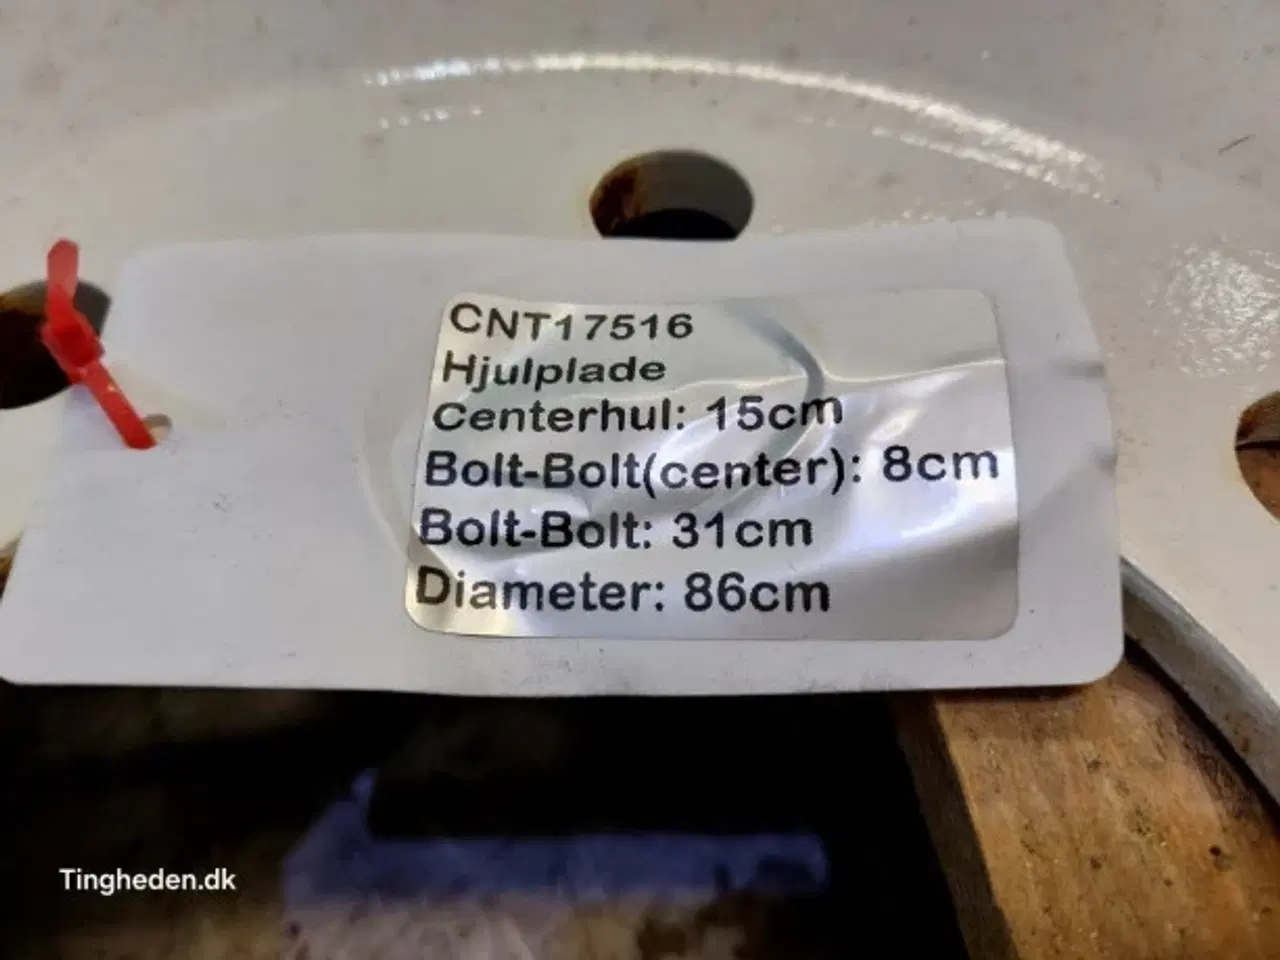 CNT17516
Hjulplade
Centerhul: 15cm
Bolt-Bolt(center): 8cm
Bolt-Bolt: 31cm
Diameter: 86cm
Tingheden.dk